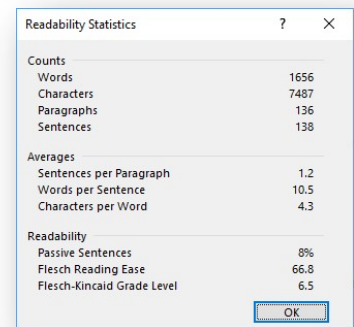 Readability Statistics ? ×
Counts
Words 1656
Characters 7487
Paragraphs 136
Sentences 138
Averages
Sentences per Paragraph 1.2
Words per Sentence 10.5
Characters per Word 4.3
Readability
Passive Sentences 8%
Flesch Reading Ease 66.8
Flesch-Kincaid Grade Level 6.5
OK